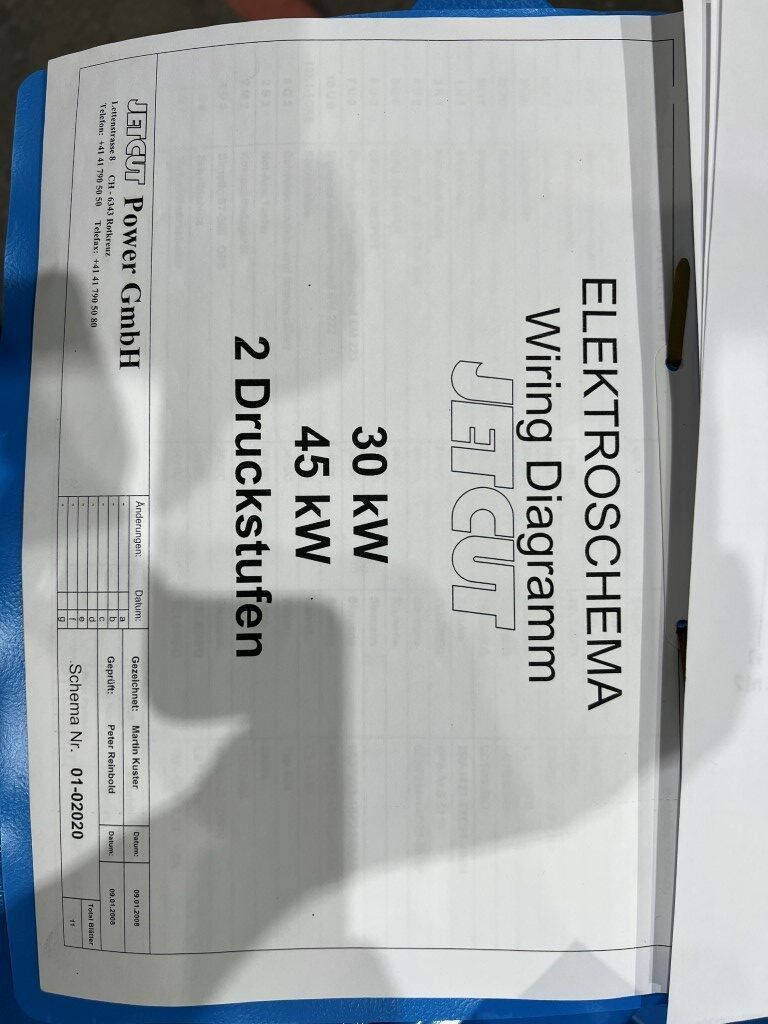 ELEKTROSCHEMA
Wiring Diagramm
JETCUT
30 kW
45 kW
2 Druckstufen
JETCUT Power GmbH
Lettenstrasse 8 CH - 6343 Rotkreuz
Telefon: +41 41 790 50 50 Telefax: +41 41 790 50 80
Änderungen: Datum:
- a
- b
- c
- d
- e
- f
- g
Gezeichnet: Martin Kuster Datum: 09.01.2008
Geprüft: Peter Reinbold Datum: 09.01.2008
Schema Nr. 01-02020
Total Blätter
11